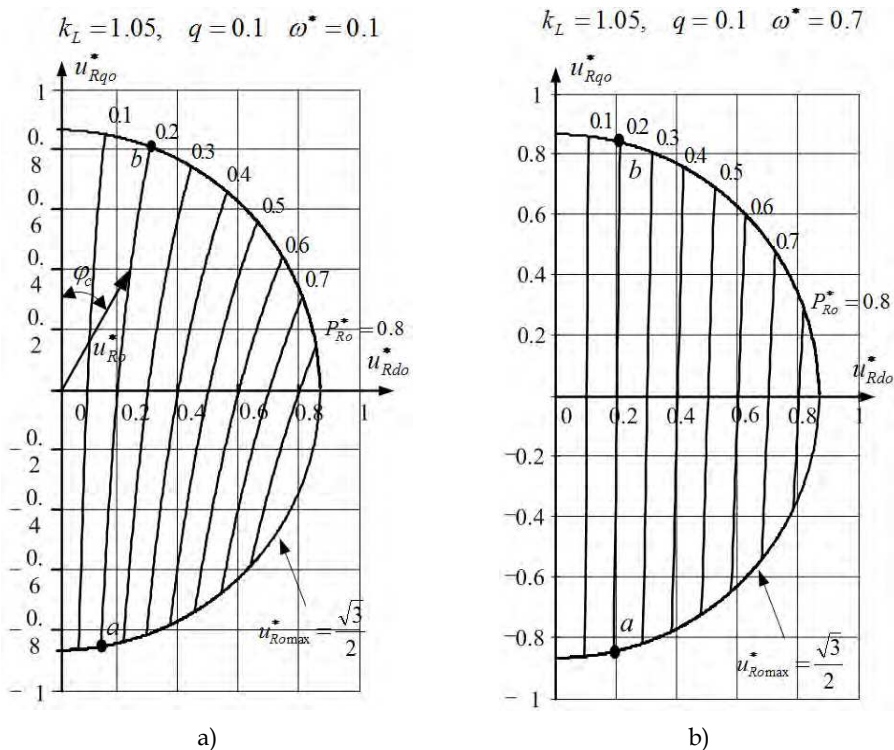 k_L = 1.05, q = 0.1 ω* = 0.1
u*_Rqo
1
0.8
0.6
0.4
0.2
0.1
0.2
0.3
0.4
0.5
0.6
0.7
P*_Ro = 0.8
b
φ_c
u*_Ro
u*_Rdo
0 0.2 0.4 0.6 0.8 1
−0.2
−0.4
−0.6
−0.8
−1
a
u*_Romax = √3/2
a)
k_L = 1.05, q = 0.1 ω* = 0.7
u*_Rqo
1
0.8
0.6
0.4
0.2
0.1
0.2
0.3
0.4
0.5
0.6
0.7
P*_Ro = 0.8
b
u*_Rdo
0 0.2 0.4 0.6 0.8 1
−0.2
−0.4
−0.6
−0.8
−1
a
u*_Romax = √3/2
b)